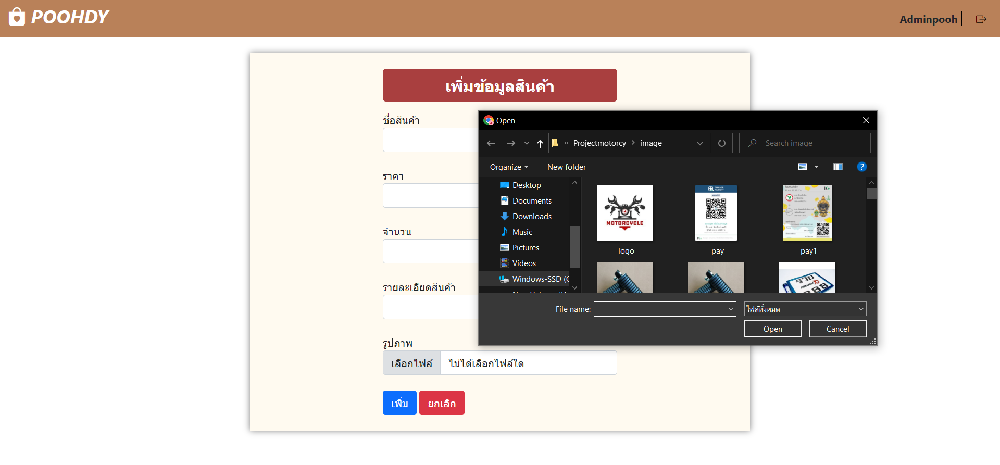 POOHDY
Adminpooh
เพิ่มข้อมูลสินค้า
ชื่อสินค้า
ราคา
จำนวน
รายละเอียดสินค้า
รูปภาพ
เลือกไฟล์ ไม่ได้เลือกไฟล์ใด
เพิ่ม ยกเลิก
Open
« Projectmotorcy > image
Search image
Organize New folder
Desktop
Documents
Downloads
Music
Pictures
Videos
Windows-SSD (C
MOTORCYCLE
logo pay pay1
File name:
ไฟล์ทั้งหมด
Open Cancel